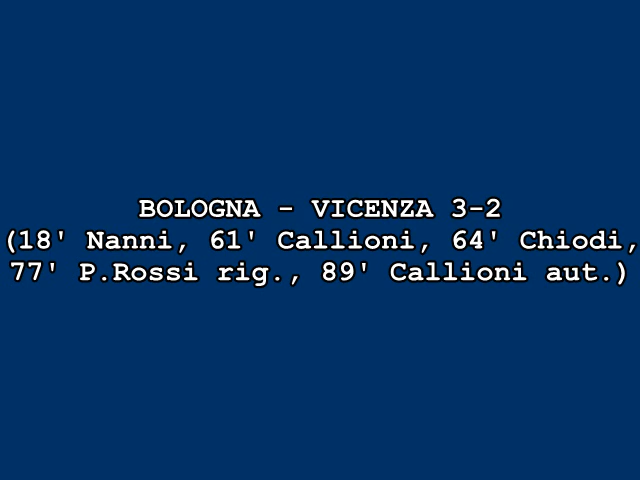 BOLOGNA - VICENZA 3-2
(18' Nanni, 61' Callioni, 64' Chiodi,
77' P.Rossi rig., 89' Callioni aut.)